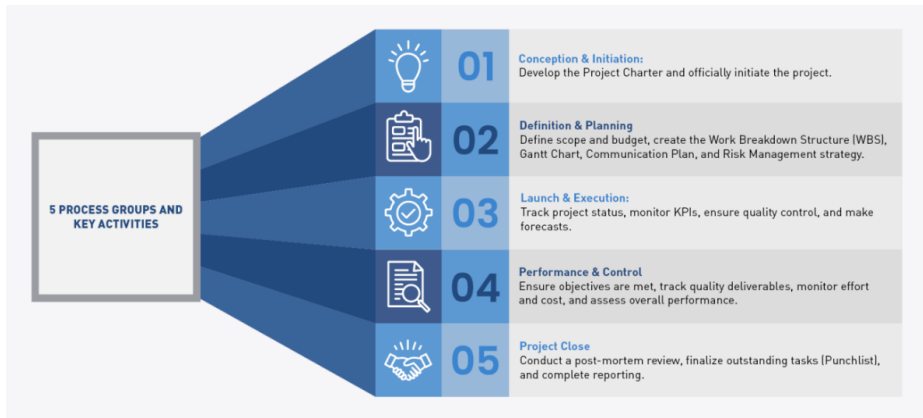 5 PROCESS GROUPS AND
KEY ACTIVITIES
01
Conception & Initiation:
Develop the Project Charter and officially initiate the project.
02
Definition & Planning
Define scope and budget, create the Work Breakdown Structure (WBS),
Gantt Chart, Communication Plan, and Risk Management strategy.
03
Launch & Execution:
Track project status, monitor KPIs, ensure quality control, and make
forecasts.
04
Performance & Control
Ensure objectives are met, track quality deliverables, monitor effort
and cost, and assess overall performance.
05
Project Close
Conduct a post-mortem review, finalize outstanding tasks (Punchlist),
and complete reporting.